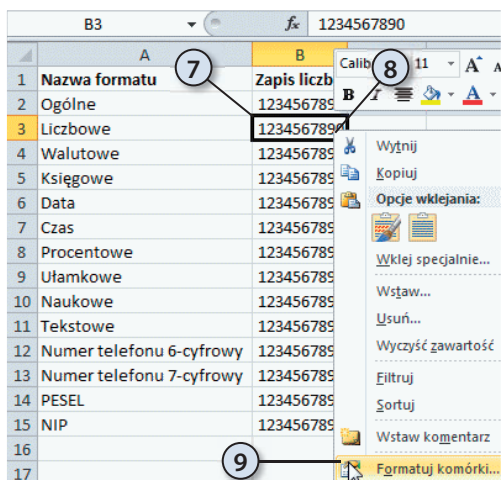 B3 fx 1234567890
A B
1 Nazwa formatu Zapis liczb
2 Ogólne 123456789
3 Liczbowe 1234567890
4 Walutowe 123456789
5 Księgowe 123456789
6 Data 123456789
7 Czas 123456789
8 Procentowe 123456789
9 Ułamkowe 123456789
10 Naukowe 123456789
11 Tekstowe 123456789
12 Numer telefonu 6-cyfrowy 123456789
13 Numer telefonu 7-cyfrowy 123456789
14 PESEL 123456789
15 NIP 123456789
16
17
7
8
9
Calib 11 A A
B I A
Wytnij
Kopiuj
Opcje wklejania:
Wklej specjalnie...
Wstaw...
Usuń...
Wyczyść zawartość
Filtruj
Sortuj
Wstaw komentarz
Formatuj komórki...